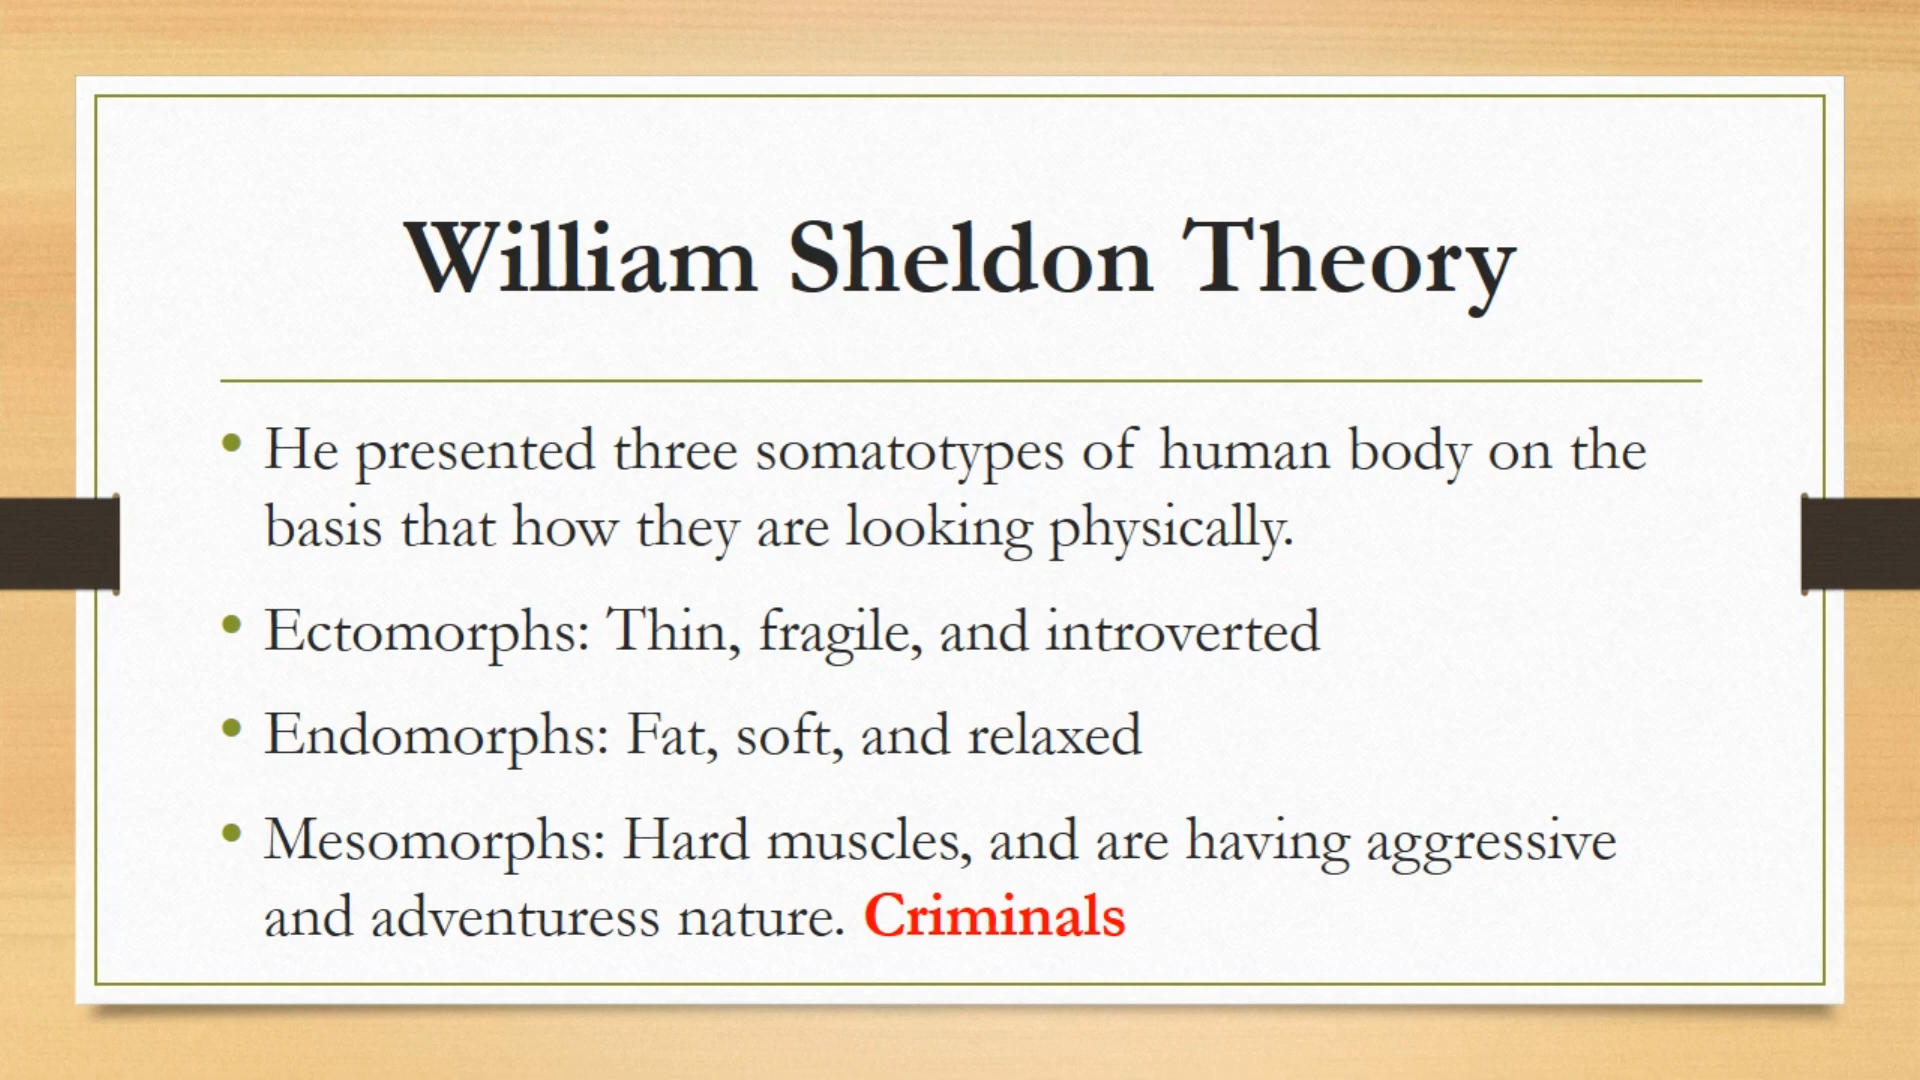 William Sheldon Theory
• He presented three somatotypes of human body on the
basis that how they are looking physically.
• Ectomorphs: Thin, fragile, and introverted
• Endomorphs: Fat, soft, and relaxed
• Mesomorphs: Hard muscles, and are having aggressive
and adventuress nature. Criminals